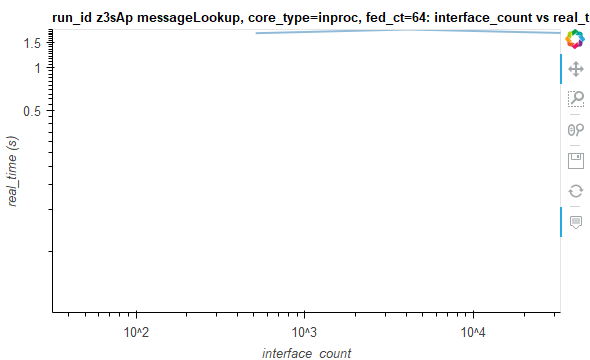 run_id z3sAp messageLookup, core_type=inproc, fed_ct=64: interface_count vs real_t
1.5
1
0.5
real_time (s)
10^2
10^3
10^4
interface_count